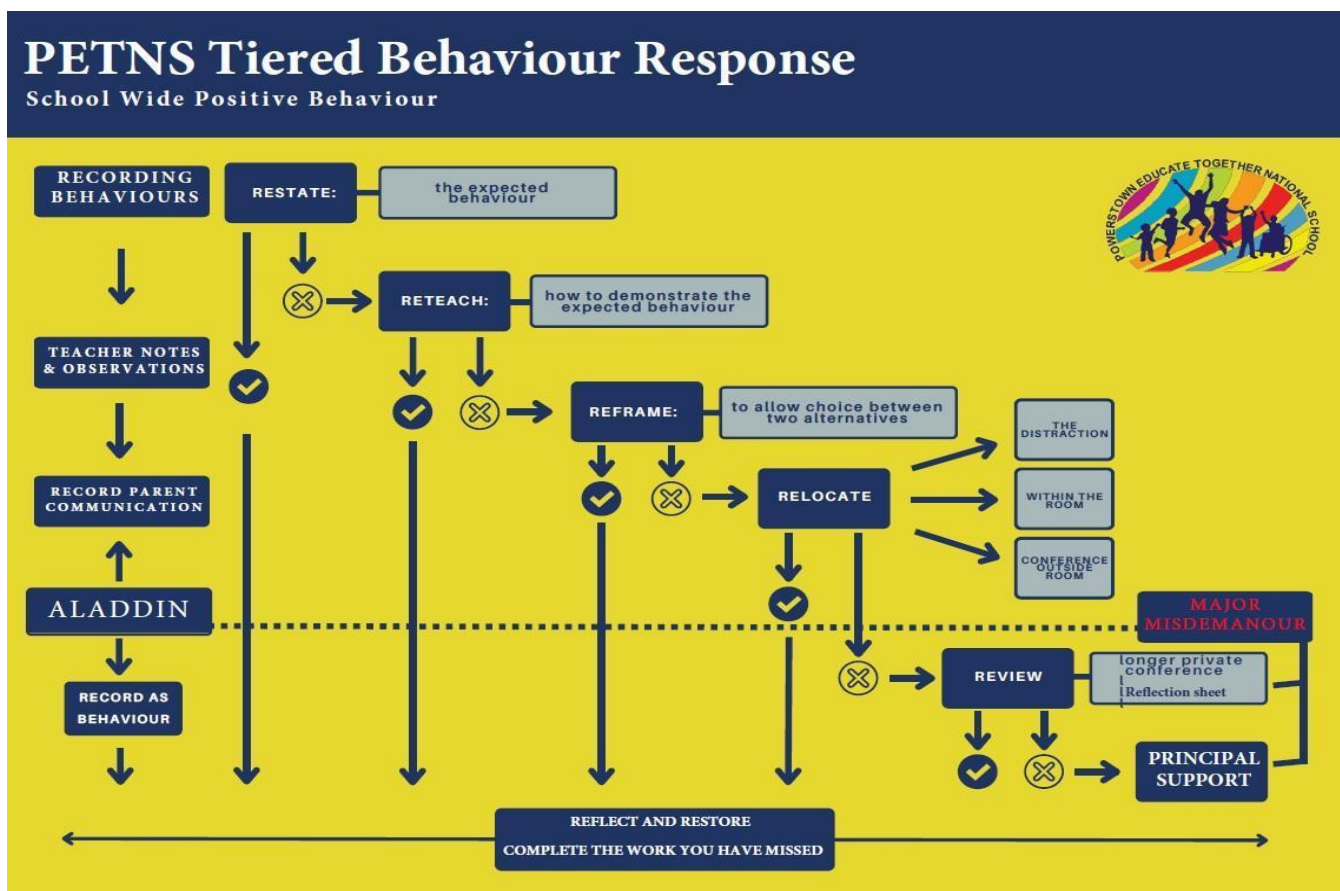 PETNS Tiered Behaviour Response
School Wide Positive Behaviour
RECORDING
BEHAVIOURS
RESTATE:
the expected
behaviour
POWERSTOWN EDUCATE TOGETHER NATIONAL SCHOOL
RETEACH:
how to demonstrate the
expected behaviour
TEACHER NOTES
& OBSERVATIONS
REFRAME:
to allow choice between
two alternatives
THE
DISTRACTION
RECORD PARENT
COMMUNICATION
RELOCATE
WITHIN THE
ROOM
CONFERENCE
OUTSIDE
ROOM
ALADDIN
MAJOR
MISDEMANOUR
REVIEW
longer private
conference
Reflection sheet
RECORD AS
BEHAVIOUR
PRINCIPAL
SUPPORT
REFLECT AND RESTORE
COMPLETE THE WORK YOU HAVE MISSED